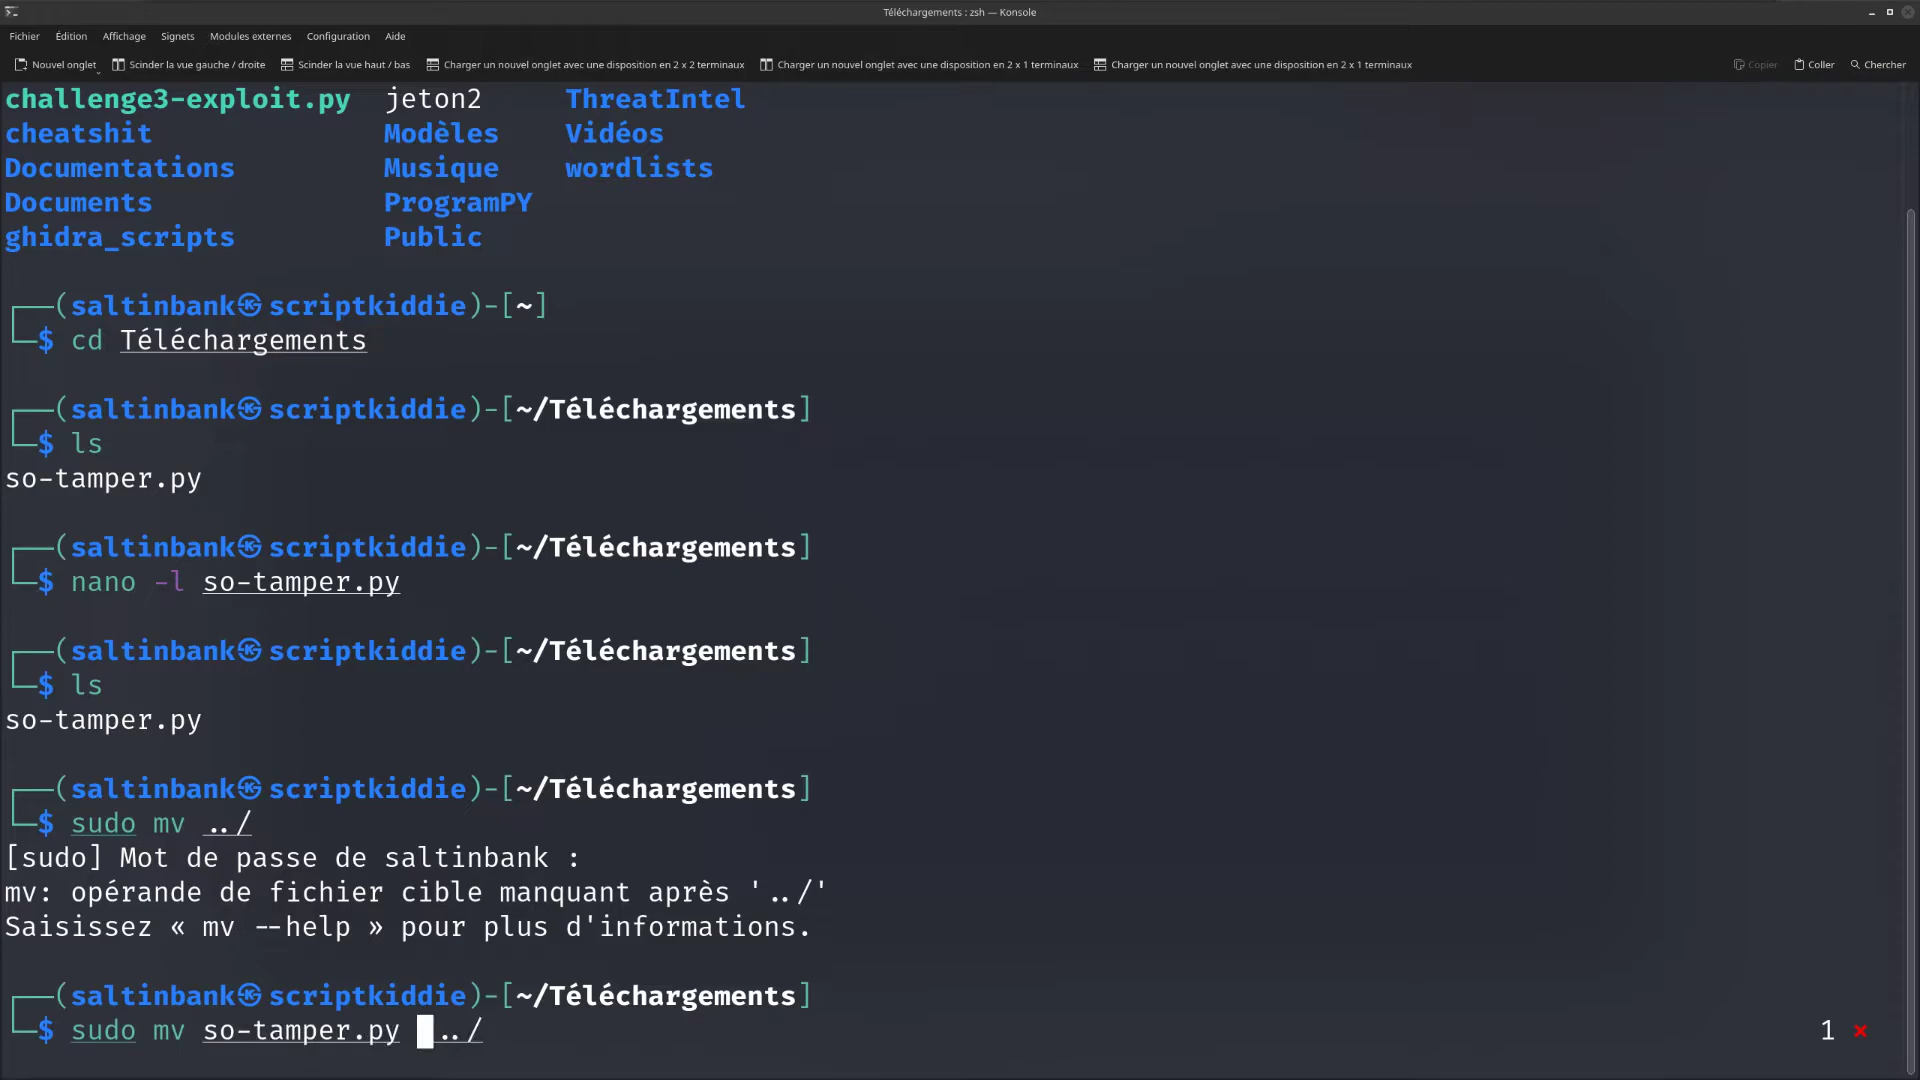 Téléchargements : zsh — Konsole
Fichier Édition Affichage Signets Modules externes Configuration Aide
Nouvel onglet Scinder la vue gauche / droite Scinder la vue haut / bas Charger un nouvel onglet avec une disposition en 2 x 2 terminaux Charger un nouvel onglet avec une disposition en 2 x 1 terminaux Charger un nouvel onglet avec une disposition en 2 x 1 terminaux Copier Coller Chercher
challenge3-exploit.py jeton2 ThreatIntel
cheatshit Modèles Vidéos
Documentations Musique wordlists
Documents ProgramPY
ghidra_scripts Public
┌──(saltinbank㉿scriptkiddie)-[~]
└─$ cd Téléchargements
┌──(saltinbank㉿scriptkiddie)-[~/Téléchargements]
└─$ ls
so-tamper.py
┌──(saltinbank㉿scriptkiddie)-[~/Téléchargements]
└─$ nano -l so-tamper.py
┌──(saltinbank㉿scriptkiddie)-[~/Téléchargements]
└─$ ls
so-tamper.py
┌──(saltinbank㉿scriptkiddie)-[~/Téléchargements]
└─$ sudo mv ../
[sudo] Mot de passe de saltinbank :
mv: opérande de fichier cible manquant après '../'
Saisissez « mv --help » pour plus d'informations.
┌──(saltinbank㉿scriptkiddie)-[~/Téléchargements]
└─$ sudo mv so-tamper.py ../ 1 ⨯